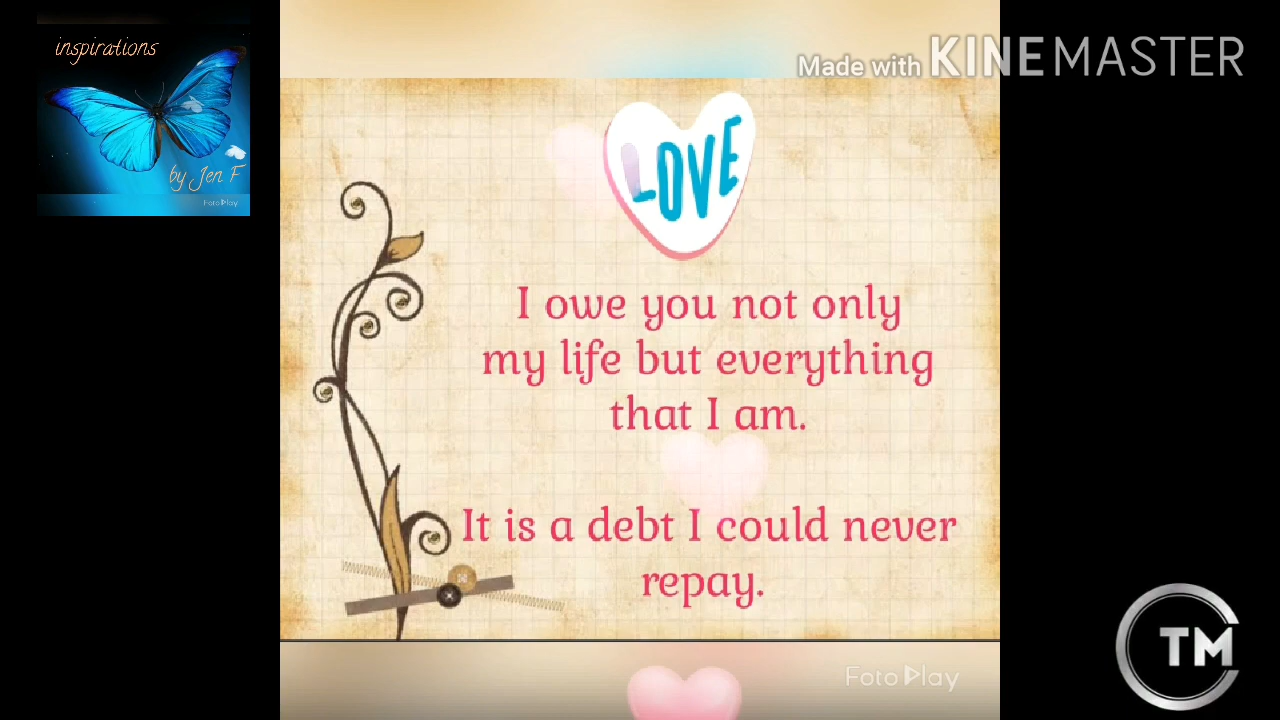 inspirations
by Jen F
FotoPlay
Made with KINEMASTER
LOVE
I owe you not only
my life but everything
that I am.
It is a debt I could never
repay.
FotoPlay
TM